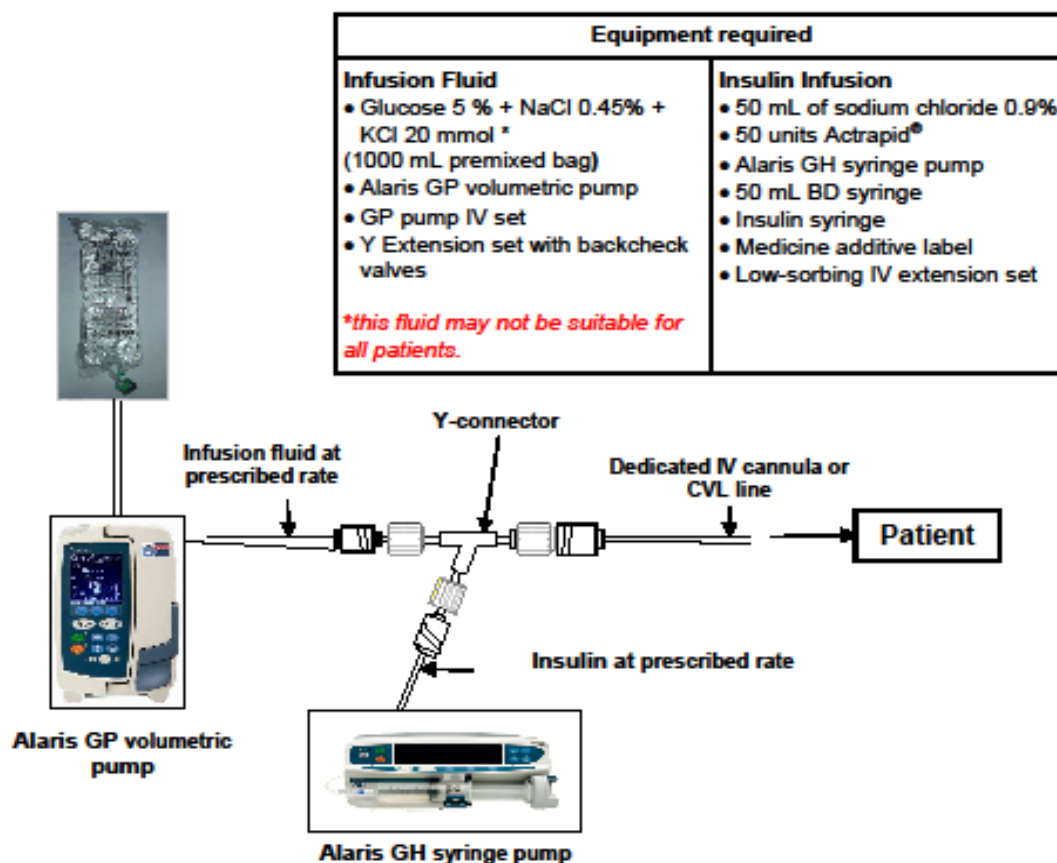 Equipment required
Infusion Fluid
• Glucose 5 % + NaCl 0.45% +
KCl 20 mmol *
(1000 mL premixed bag)
• Alaris GP volumetric pump
• GP pump IV set
• Y Extension set with backcheck
valves
*this fluid may not be suitable for
all patients.
Insulin Infusion
• 50 mL of sodium chloride 0.9%
• 50 units Actrapid®
• Alaris GH syringe pump
• 50 mL BD syringe
• Insulin syringe
• Medicine additive label
• Low-sorbing IV extension set
Y-connector
Infusion fluid at
prescribed rate
Dedicated IV cannula or
CVL line
Patient
Insulin at prescribed rate
Alaris GP volumetric
pump
Alaris GH syringe pump